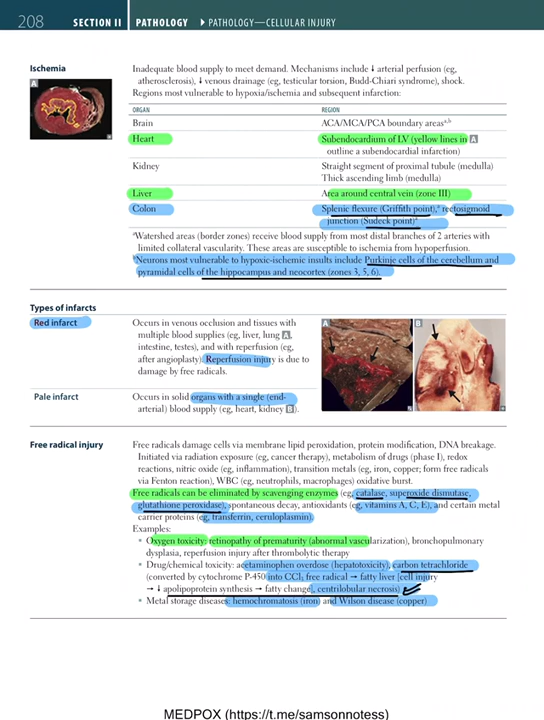 208 SECTION II PATHOLOGY ▶ PATHOLOGY—CELLULAR INJURY
Ischemia
A
Inadequate blood supply to meet demand. Mechanisms include ↓ arterial perfusion (eg,
atherosclerosis), ↓ venous drainage (eg, testicular torsion, Budd-Chiari syndrome), shock.
Regions most vulnerable to hypoxia/ischemia and subsequent infarction:
ORGAN REGION
Brain ACA/MCA/PCA boundary areas^a,b
Heart Subendocardium of LV (yellow lines in A
outline a subendocardial infarction)
Kidney Straight segment of proximal tubule (medulla)
Thick ascending limb (medulla)
Liver Area around central vein (zone III)
Colon Splenic flexure (Griffith point),^a rectosigmoid
junction (Sudeck point)^a
^aWatershed areas (border zones) receive blood supply from most distal branches of 2 arteries with
limited collateral vascularity. These areas are susceptible to ischemia from hypoperfusion.
^bNeurons most vulnerable to hypoxic-ischemic insults include Purkinje cells of the cerebellum and
pyramidal cells of the hippocampus and neocortex (zones 3, 5, 6).
Types of infarcts
Red infarct
Occurs in venous occlusion and tissues with
multiple blood supplies (eg, liver, lung A,
intestine, testes), and with reperfusion (eg,
after angioplasty). Reperfusion injury is due to
damage by free radicals.
A B
Pale infarct
Occurs in solid organs with a single (end-
arterial) blood supply (eg, heart, kidney B).
Free radical injury
Free radicals damage cells via membrane lipid peroxidation, protein modification, DNA breakage.
Initiated via radiation exposure (eg, cancer therapy), metabolism of drugs (phase I), redox
reactions, nitric oxide (eg, inflammation), transition metals (eg, iron, copper; form free radicals
via Fenton reaction), WBC (eg, neutrophils, macrophages) oxidative burst.
Free radicals can be eliminated by scavenging enzymes (eg, catalase, superoxide dismutase,
glutathione peroxidase), spontaneous decay, antioxidants (eg, vitamins A, C, E), and certain metal
carrier proteins (eg, transferrin, ceruloplasmin).
Examples:
• Oxygen toxicity: retinopathy of prematurity (abnormal vascularization), bronchopulmonary
dysplasia, reperfusion injury after thrombolytic therapy
• Drug/chemical toxicity: acetaminophen overdose (hepatotoxicity), carbon tetrachloride
(converted by cytochrome P-450 into CCl₃ free radical → fatty liver [cell injury
→ ↓ apolipoprotein synthesis → fatty change], centrilobular necrosis)
• Metal storage diseases: hemochromatosis (iron) and Wilson disease (copper)
MEDPOX (https://t.me/samsonnotess)